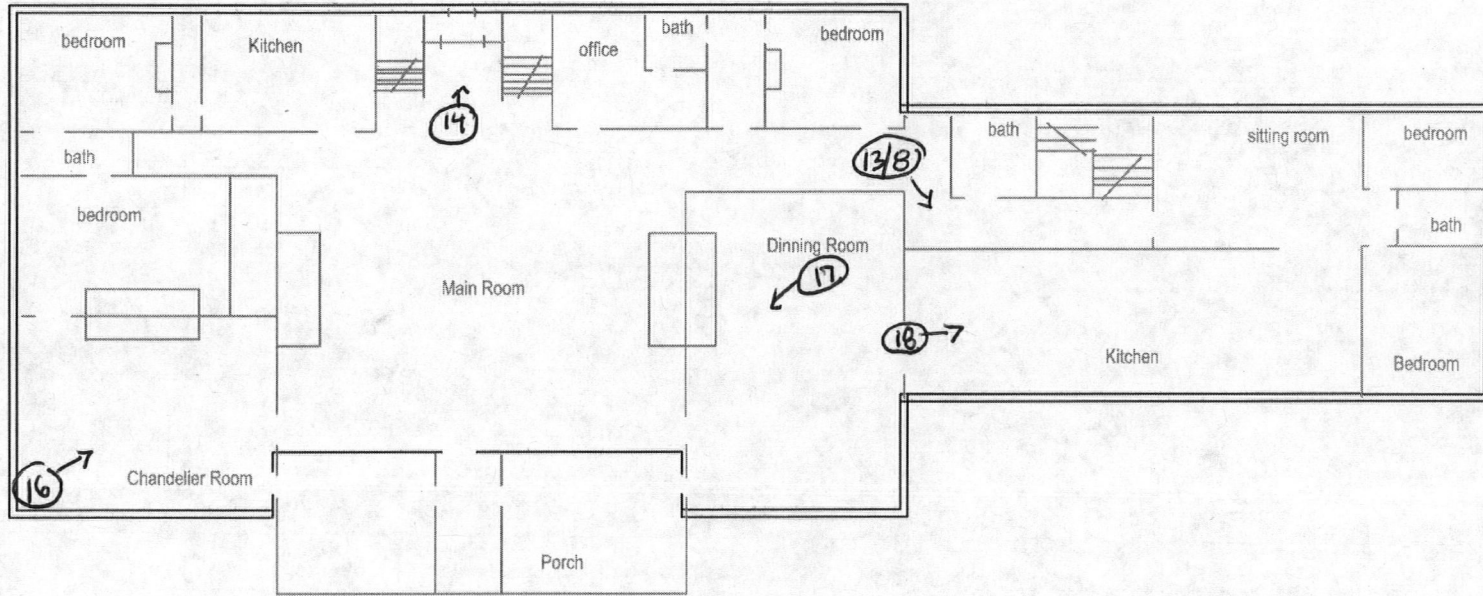 bedroom
Kitchen
office
bath
bedroom
14
bath
13/8
bath
sitting room
bedroom
bedroom
Dinning Room
bath
Main Room
17
18
Kitchen
Bedroom
16
Chandelier Room
Porch